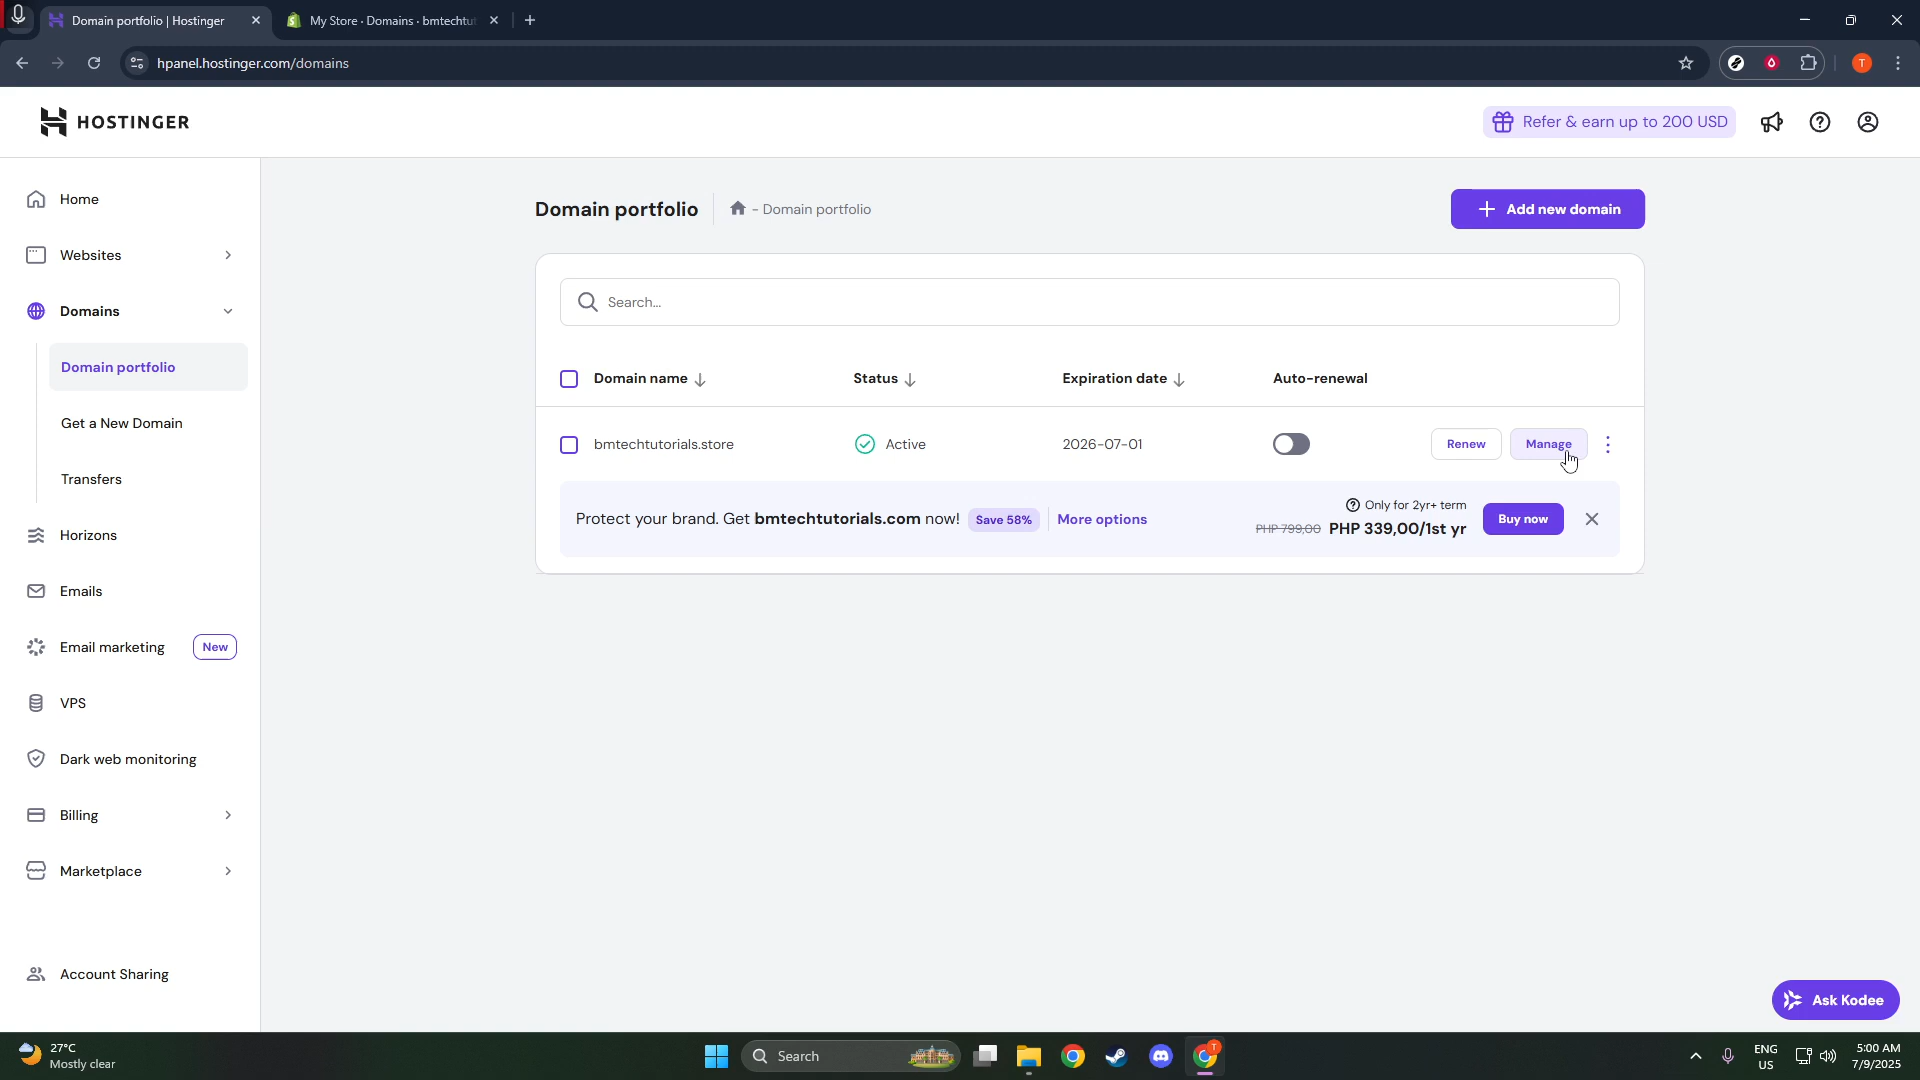 Domain portfolio | Hostinger
My Store · Domains · bmtechtut
hpanel.hostinger.com/domains
T
HOSTINGER
Refer & earn up to 200 USD
Home
Websites
Domains
Domain portfolio
Get a New Domain
Transfers
Horizons
Emails
Email marketing New
VPS
Dark web monitoring
Billing
Marketplace
Account Sharing
Domain portfolio
- Domain portfolio
Add new domain
Search...
Domain name Status Expiration date Auto-renewal
bmtechtutorials.store Active 2026-07-01 Renew Manage
Protect your brand. Get bmtechtutorials.com now! Save 58% More options
Only for 2yr+ term
PHP 799,00 PHP 339,00/1st yr
Buy now
Ask Kodee
27°C
Mostly clear
Search
T
ENG
US
5:00 AM
7/9/2025